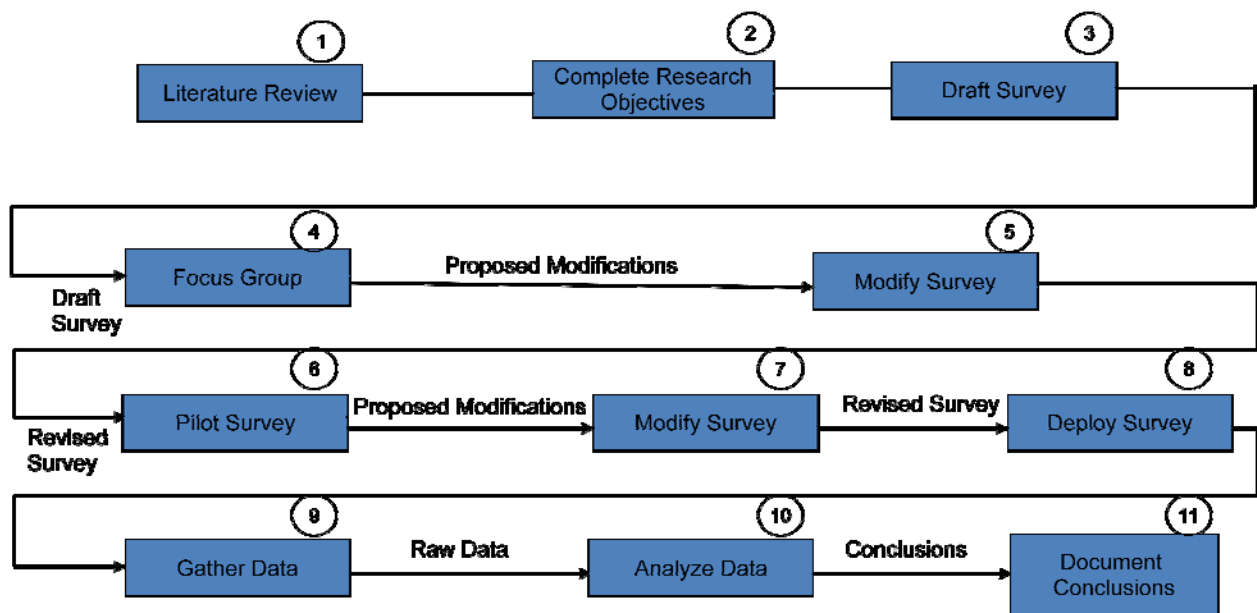 1
2
3
Literature Review
Complete Research
Objectives
Draft Survey
4
5
Focus Group
Proposed Modifications
Modify Survey
Draft
Survey
6
7
8
Pilot Survey
Proposed Modifications
Modify Survey
Revised Survey
Deploy Survey
Revised
Survey
9
10
11
Gather Data
Raw Data
Analyze Data
Conclusions
Document
Conclusions